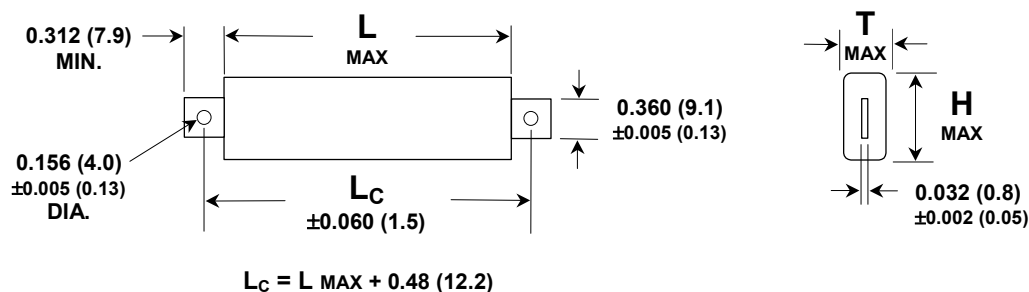 0.312 (7.9)
MIN.
L
MAX
0.360 (9.1)
±0.005 (0.13)
0.156 (4.0)
±0.005 (0.13)
DIA.
L_C
±0.060 (1.5)
L_C = L MAX + 0.48 (12.2)
T
MAX
H
MAX
0.032 (0.8)
±0.002 (0.05)